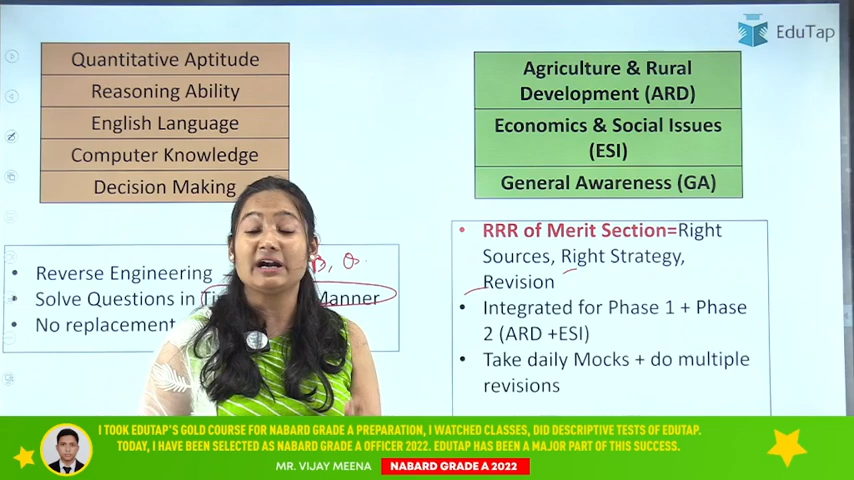 EduTap
Quantitative Aptitude
Reasoning Ability
English Language
Computer Knowledge
Decision Making
Agriculture & Rural
Development (ARD)
Economics & Social Issues
(ESI)
General Awareness (GA)
• Reverse Engineering
• Solve Questions in Manner
• No replacement
• RRR of Merit Section=Right
Sources, Right Strategy,
Revision
• Integrated for Phase 1 + Phase
2 (ARD +ESI)
• Take daily Mocks + do multiple
revisions
I TOOK EDUTAP'S GOLD COURSE FOR NABARD GRADE A PREPARATION, I WATCHED CLASSES, DID DESCRIPTIVE TESTS OF EDUTAP.
TODAY, I HAVE BEEN SELECTED AS NABARD GRADE A OFFICER 2022. EDUTAP HAS BEEN A MAJOR PART OF THIS SUCCESS.
MR. VIJAY MEENA NABARD GRADE A 2022